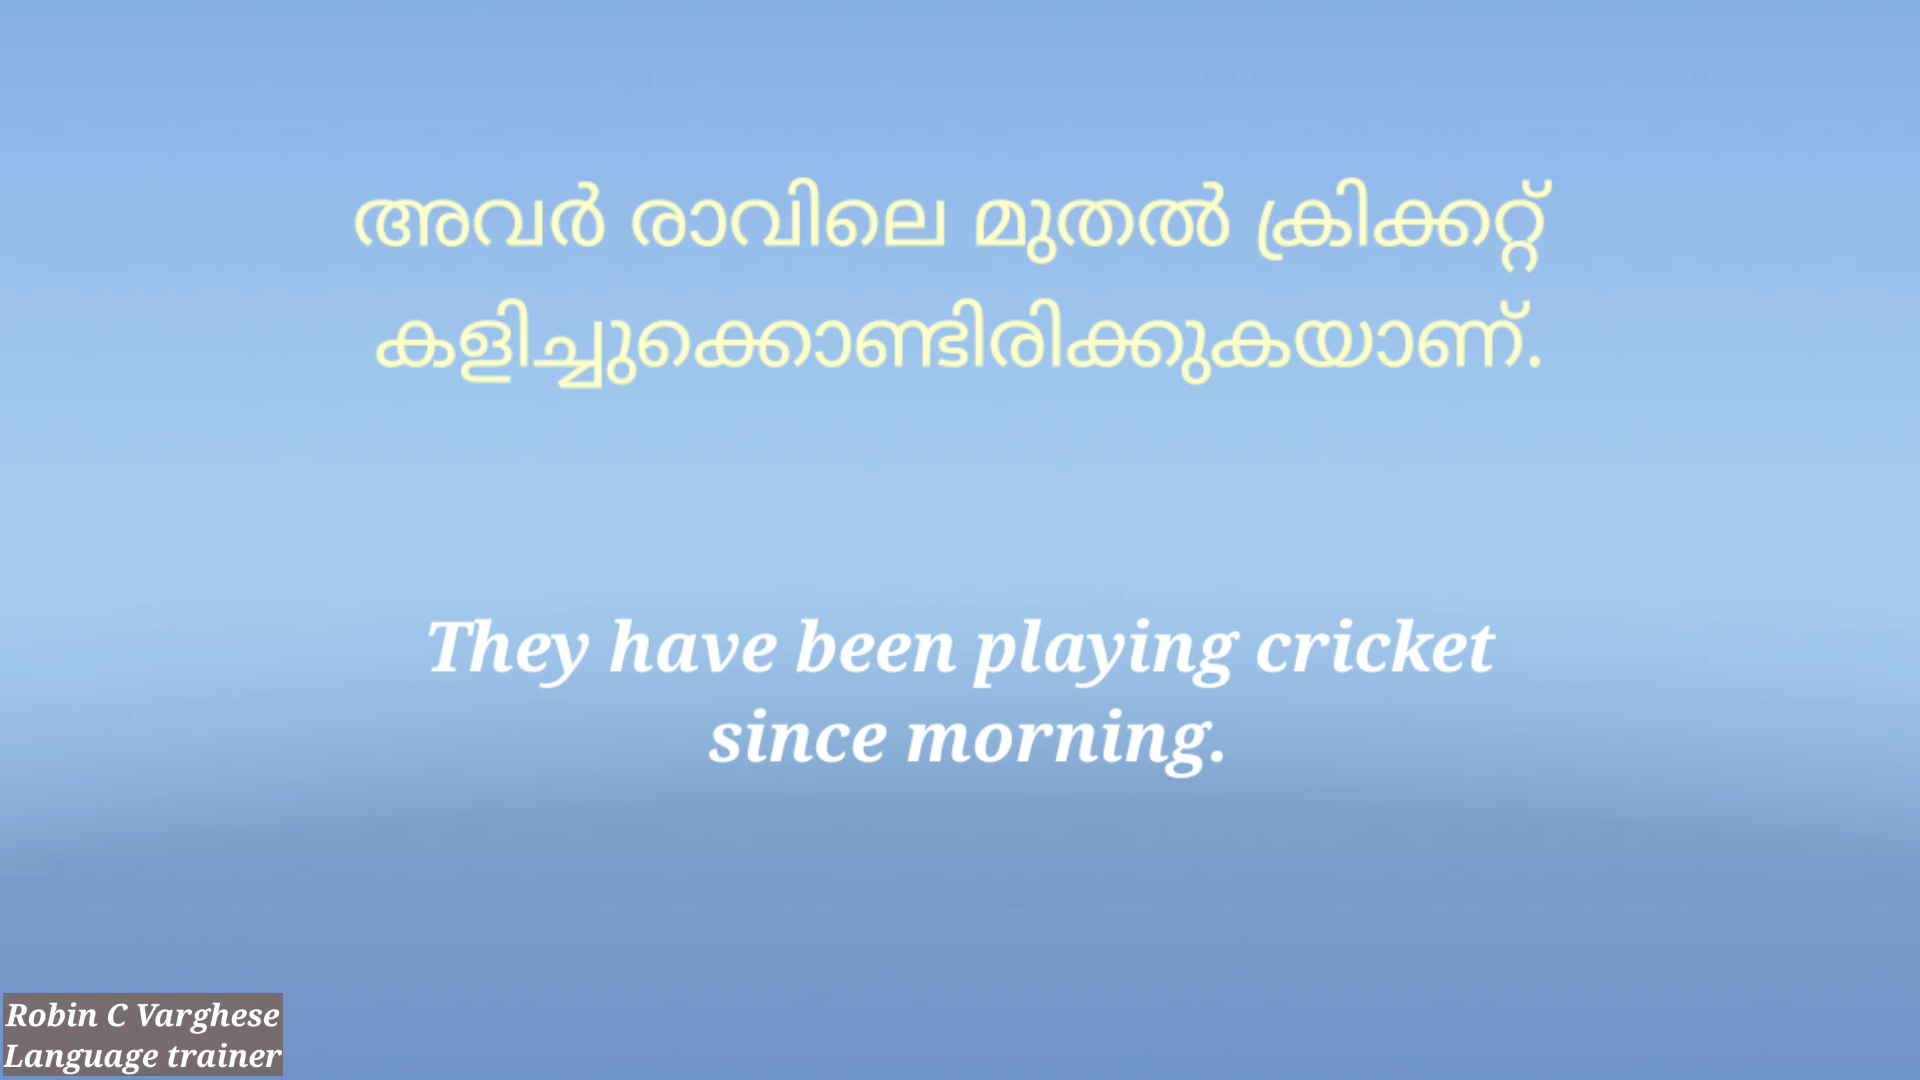 അവർ രാവിലെ മുതൽ ക്രിക്കറ്റ്
കളിച്ചുക്കൊണ്ടിരിക്കുകയാണ്.
They have been playing cricket
since morning.
Robin C Varghese
Language trainer